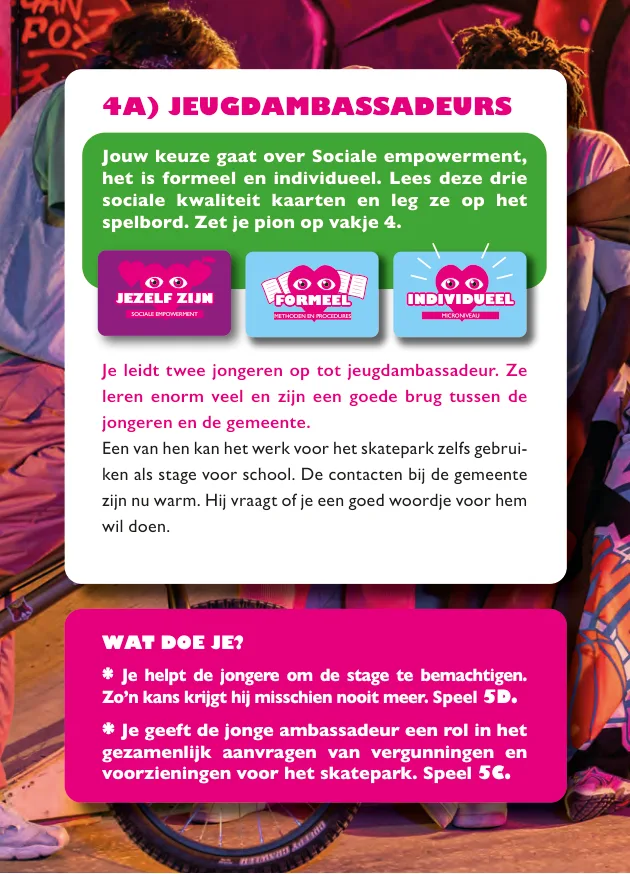 4A) JEUGDAMBASSADEURS
Jouw keuze gaat over Sociale empowerment,
het is formeel en individueel. Lees deze drie
sociale kwaliteit kaarten en leg ze op het
spelbord. Zet je pion op vakje 4.
JEZELF ZIJN
SOCIALE EMPOWERMENT
FORMEEL
METHODEN EN PROCEDURES
INDIVIDUEEL
MICRONIVEAU
Je leidt twee jongeren op tot jeugdambassadeur. Ze
leren enorm veel en zijn een goede brug tussen de
jongeren en de gemeente.
Een van hen kan het werk voor het skatepark zelfs gebrui-
ken als stage voor school. De contacten bij de gemeente
zijn nu warm. Hij vraagt of je een goed woordje voor hem
wil doen.
WAT DOE JE?
* Je helpt de jongere om de stage te bemachtigen.
Zo'n kans krijgt hij misschien nooit meer. Speel 5D.
* Je geeft de jonge ambassadeur een rol in het
gezamenlijk aanvragen van vergunningen en
voorzieningen voor het skatepark. Speel 5C.